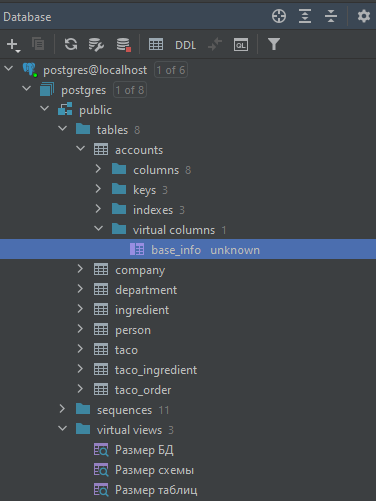 Database
DDL
QL
postgres@localhost 1 of 6
postgres 1 of 8
public
tables 8
accounts
columns 8
keys 3
indexes 3
virtual columns 1
base_info unknown
company
department
ingredient
person
taco
taco_ingredient
taco_order
sequences 11
virtual views 3
Размер БД
Размер схемы
Размер таблиц